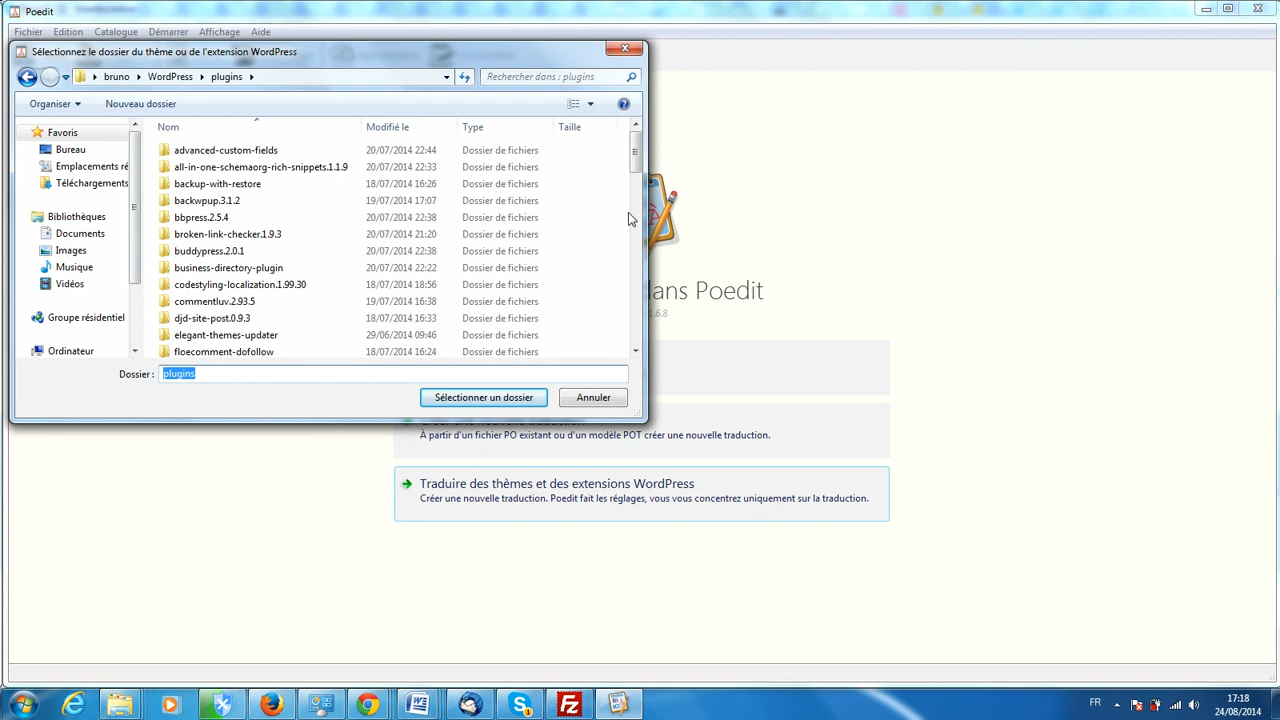 Poedit
Fichier Edition Catalogue Démarrer Affichage Aide
Sélectionnez le dossier du thème ou de l'extension WordPress
bruno WordPress plugins
Rechercher dans : plugins
Organiser Nouveau dossier
Nom Modifié le Type Taille
Favoris
Bureau
Emplacements ré
Téléchargements
Bibliothèques
Documents
Images
Musique
Vidéos
Groupe résidentiel
Ordinateur
advanced-custom-fields 20/07/2014 22:44 Dossier de fichiers
all-in-one-schemaorg-rich-snippets.1.1.9 20/07/2014 22:33 Dossier de fichiers
backup-with-restore 18/07/2014 16:26 Dossier de fichiers
backwpup.3.1.2 19/07/2014 17:07 Dossier de fichiers
bbpress.2.5.4 20/07/2014 22:38 Dossier de fichiers
broken-link-checker.1.9.3 20/07/2014 21:20 Dossier de fichiers
buddypress.2.0.1 20/07/2014 22:38 Dossier de fichiers
business-directory-plugin 20/07/2014 22:22 Dossier de fichiers
codestyling-localization.1.99.30 18/07/2014 18:56 Dossier de fichiers
commentluv.2.93.5 19/07/2014 16:38 Dossier de fichiers
djd-site-post.0.9.3 18/07/2014 16:33 Dossier de fichiers
elegant-themes-updater 29/06/2014 09:46 Dossier de fichiers
floecomment-dofollow 18/07/2014 16:24 Dossier de fichiers
Dossier : plugins
Sélectionner un dossier Annuler
ans Poedit
.6.8
À partir d'un fichier PO existant ou d'un modèle POT créer une nouvelle traduction.
Traduire des thèmes et des extensions WordPress
Créer une nouvelle traduction. Poedit fait les réglages, vous vous concentrez uniquement sur la traduction.
FR
17:18
24/08/2014